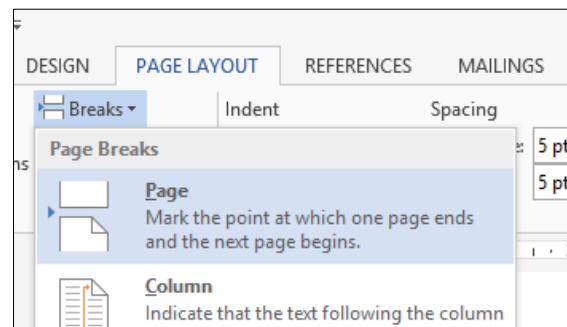 DESIGN PAGE LAYOUT REFERENCES MAILINGS
Breaks Indent Spacing
Page Breaks
5 pt
Page
5 pt
Mark the point at which one page ends
and the next page begins.
Column
Indicate that the text following the column